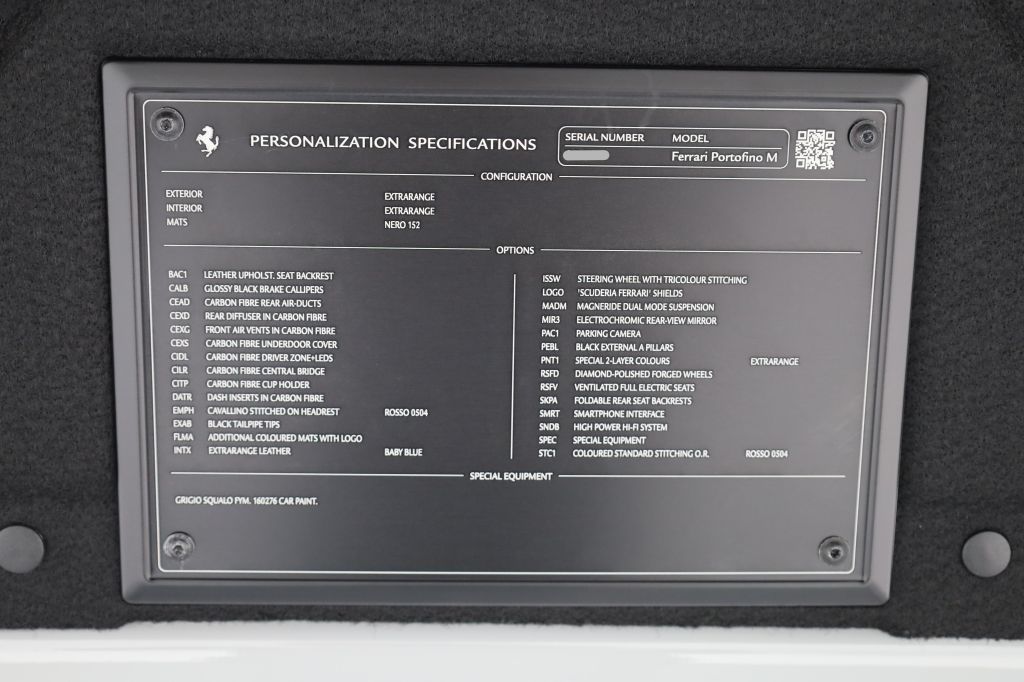 PERSONALIZATION SPECIFICATIONS
SERIAL NUMBER MODEL
Ferrari Portofino M
CONFIGURATION
EXTERIOR EXTRARANGE
INTERIOR EXTRARANGE
MATS NERO 152
OPTIONS
BAC1 LEATHER UPHOLST. SEAT BACKREST
CALB GLOSSY BLACK BRAKE CALLIPERS
CEAD CARBON FIBRE REAR AIR-DUCTS
CEXD REAR DIFFUSER IN CARBON FIBRE
CEXG FRONT AIR VENTS IN CARBON FIBRE
CEXS CARBON FIBRE UNDERDOOR COVER
CIDL CARBON FIBRE DRIVER ZONE+LEDS
CILR CARBON FIBRE CENTRAL BRIDGE
CITP CARBON FIBRE CUP HOLDER
DATR DASH INSERTS IN CARBON FIBRE
EMPH CAVALLINO STITCHED ON HEADREST ROSSO 0504
EXAB BLACK TAILPIPE TIPS
FLMA ADDITIONAL COLOURED MATS WITH LOGO
INTX EXTRARANGE LEATHER BABY BLUE
ISSW STEERING WHEEL WITH TRICOLOUR STITCHING
LOGO 'SCUDERIA FERRARI' SHIELDS
MADM MAGNERIDE DUAL MODE SUSPENSION
MIR3 ELECTROCHROMIC REAR-VIEW MIRROR
PAC1 PARKING CAMERA
PEBL BLACK EXTERNAL A PILLARS
PNT1 SPECIAL 2-LAYER COLOURS EXTRARANGE
RSFD DIAMOND-POLISHED FORGED WHEELS
RSFV VENTILATED FULL ELECTRIC SEATS
SKPA FOLDABLE REAR SEAT BACKRESTS
SMRT SMARTPHONE INTERFACE
SNDB HIGH POWER HI-FI SYSTEM
SPEC SPECIAL EQUIPMENT
STC1 COLOURED STANDARD STITCHING O.R. ROSSO 0504
SPECIAL EQUIPMENT
GRIGIO SQUALO FYM. 160276 CAR PAINT.